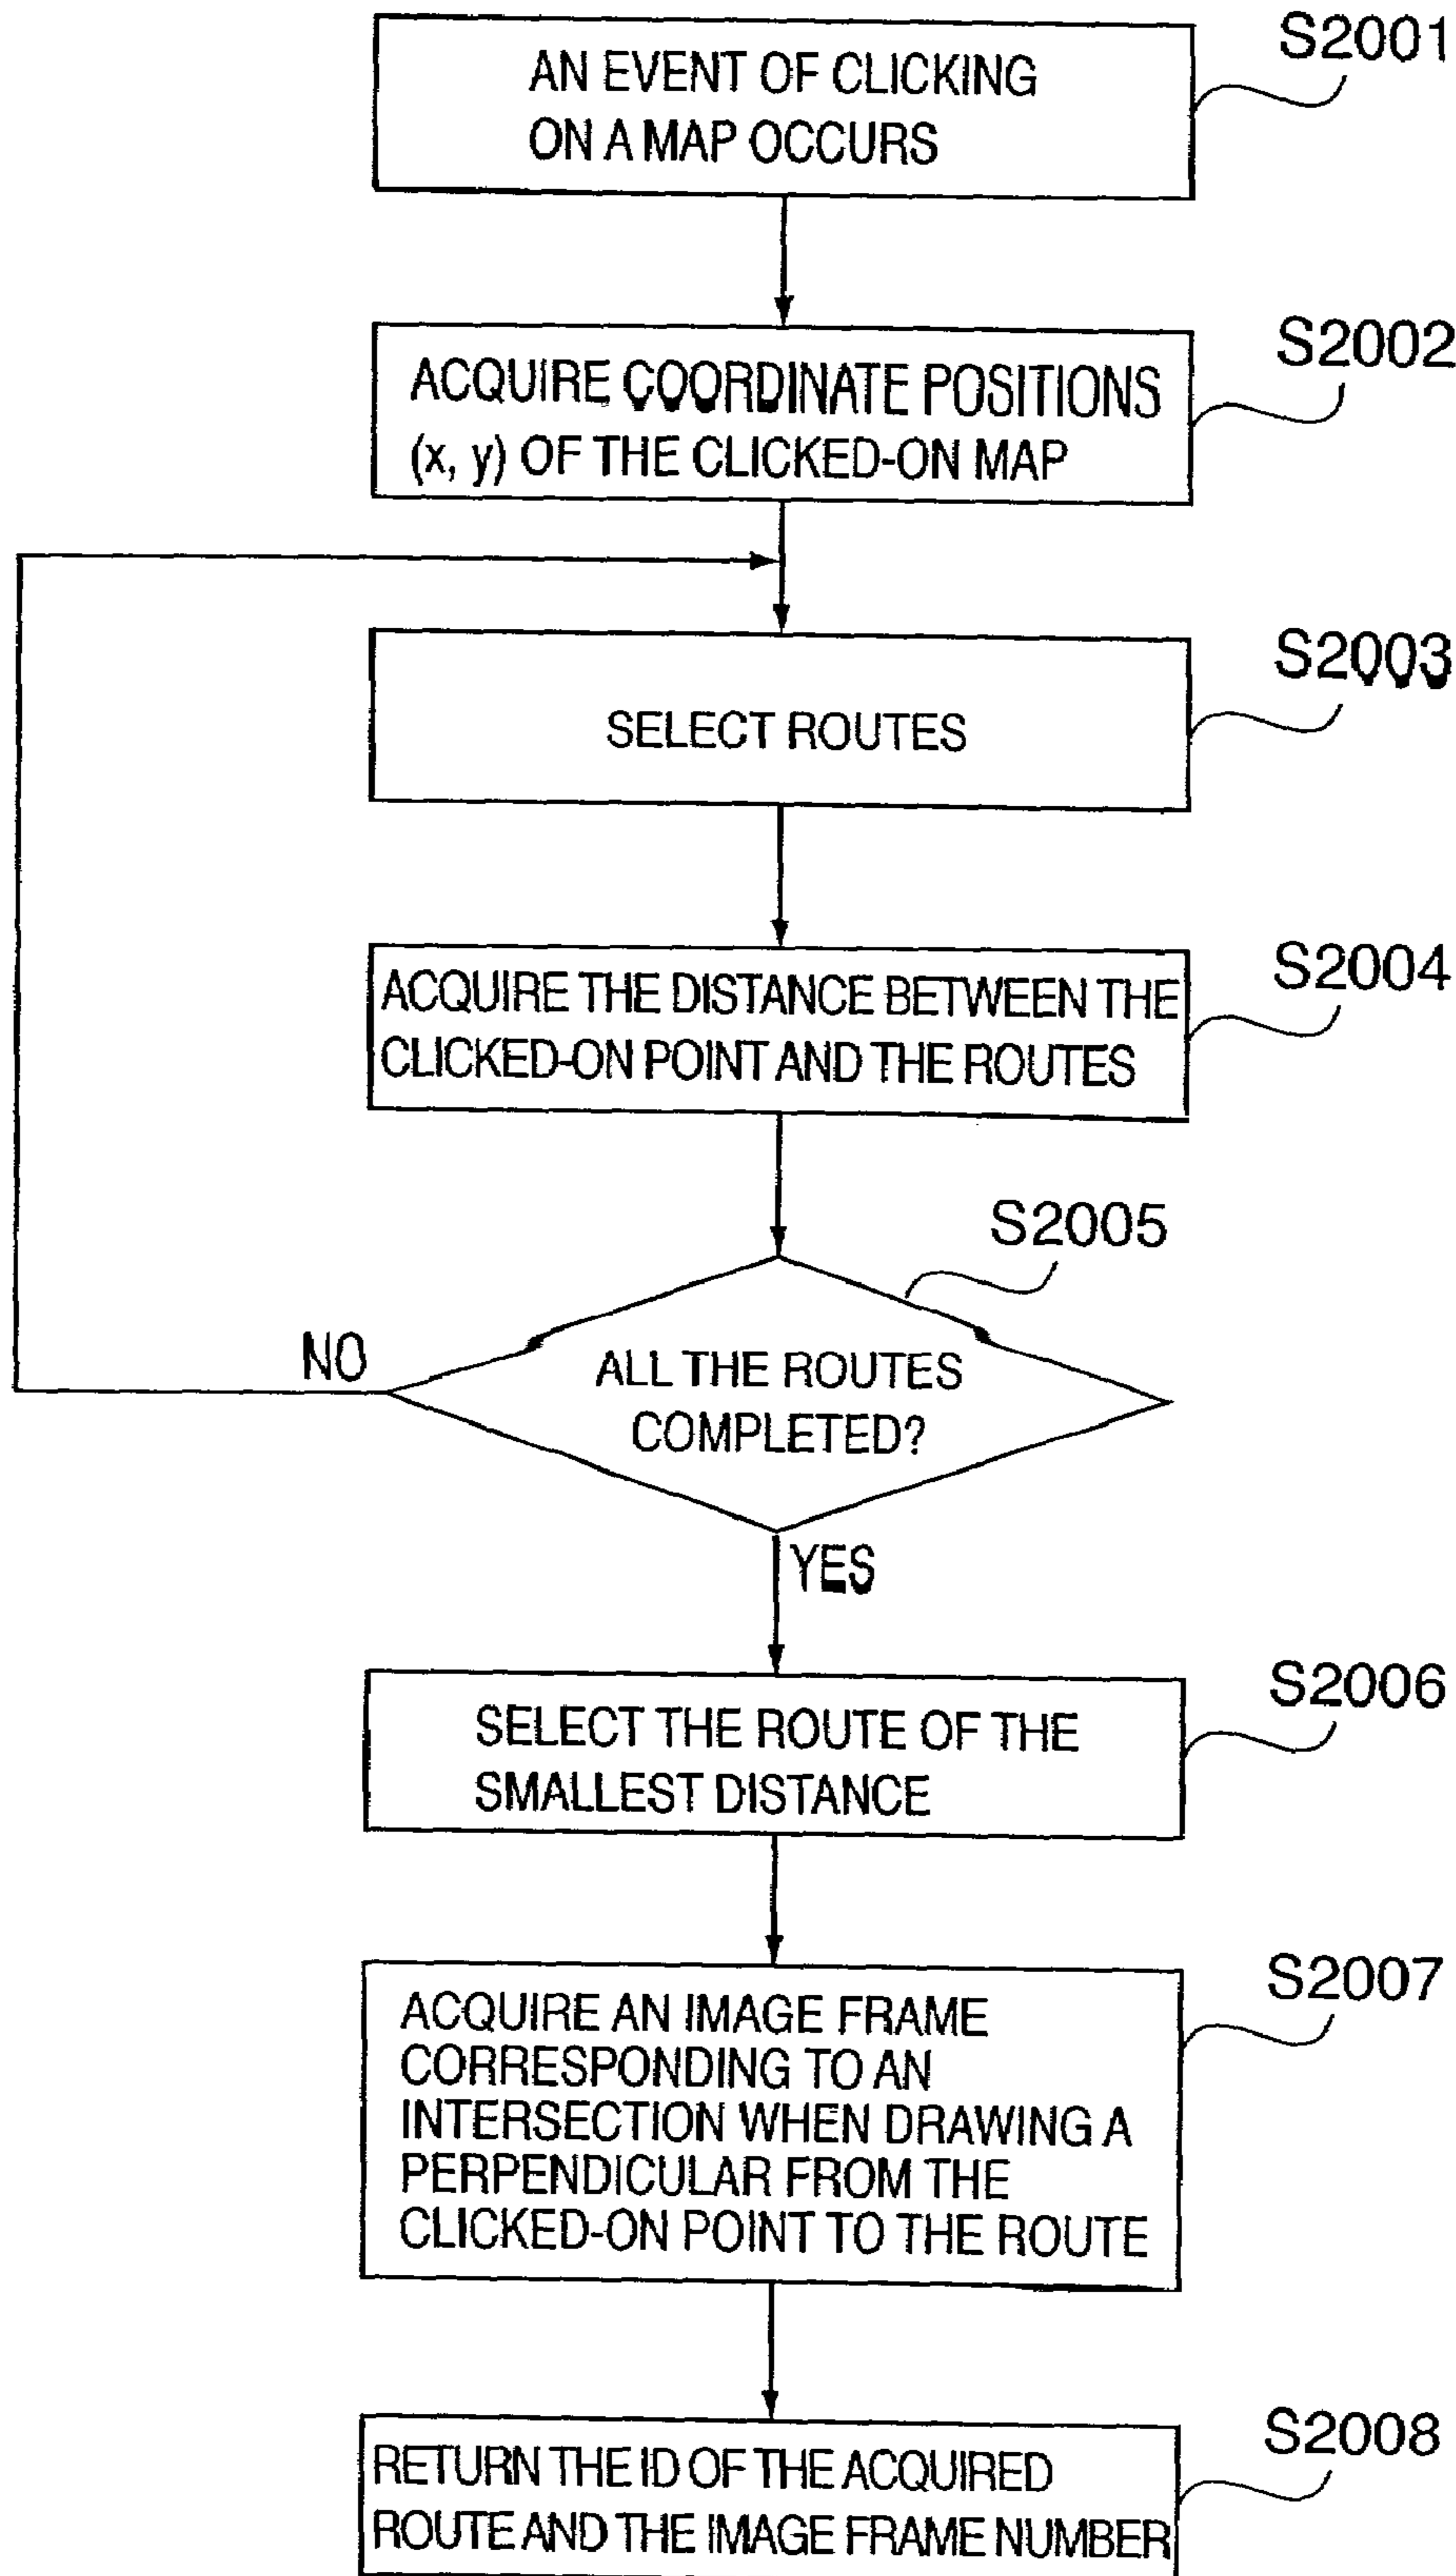 S2001
AN EVENT OF CLICKING
ON A MAP OCCURS
S2002
ACQUIRE COORDINATE POSITIONS
(x, y) OF THE CLICKED-ON MAP
S2003
SELECT ROUTES
S2004
ACQUIRE THE DISTANCE BETWEEN THE
CLICKED-ON POINT AND THE ROUTES
S2005
NO
ALL THE ROUTES
COMPLETED?
YES
S2006
SELECT THE ROUTE OF THE
SMALLEST DISTANCE
S2007
ACQUIRE AN IMAGE FRAME
CORRESPONDING TO AN
INTERSECTION WHEN DRAWING A
PERPENDICULAR FROM THE
CLICKED-ON POINT TO THE ROUTE
S2008
RETURN THE ID OF THE ACQUIRED
ROUTE AND THE IMAGE FRAME NUMBER